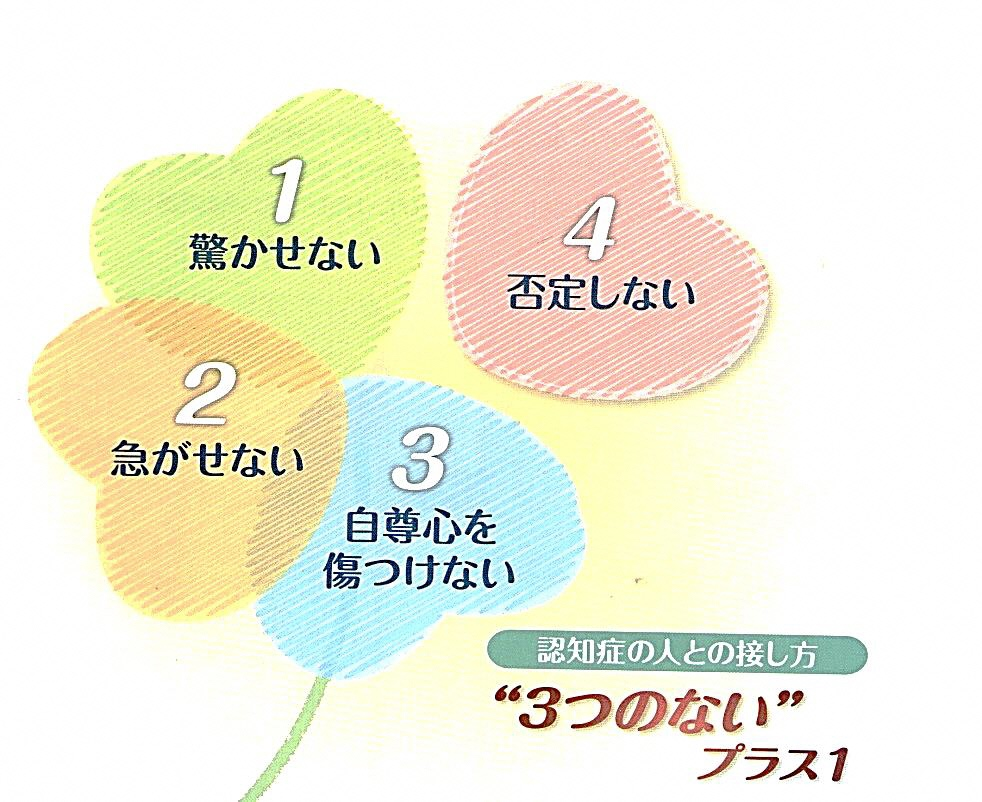 1
驚かせない
2
急がせない
3
自尊心を
傷つけない
4
否定しない
認知症の人との接し方
“3つのない”
プラス1